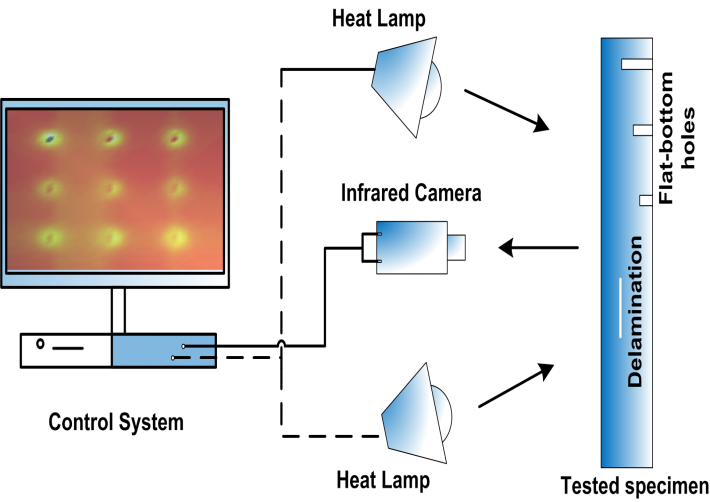 Heat Lamp
Infrared Camera
Flat-bottom
holes
Delamination
Control System
Heat Lamp
Tested specimen